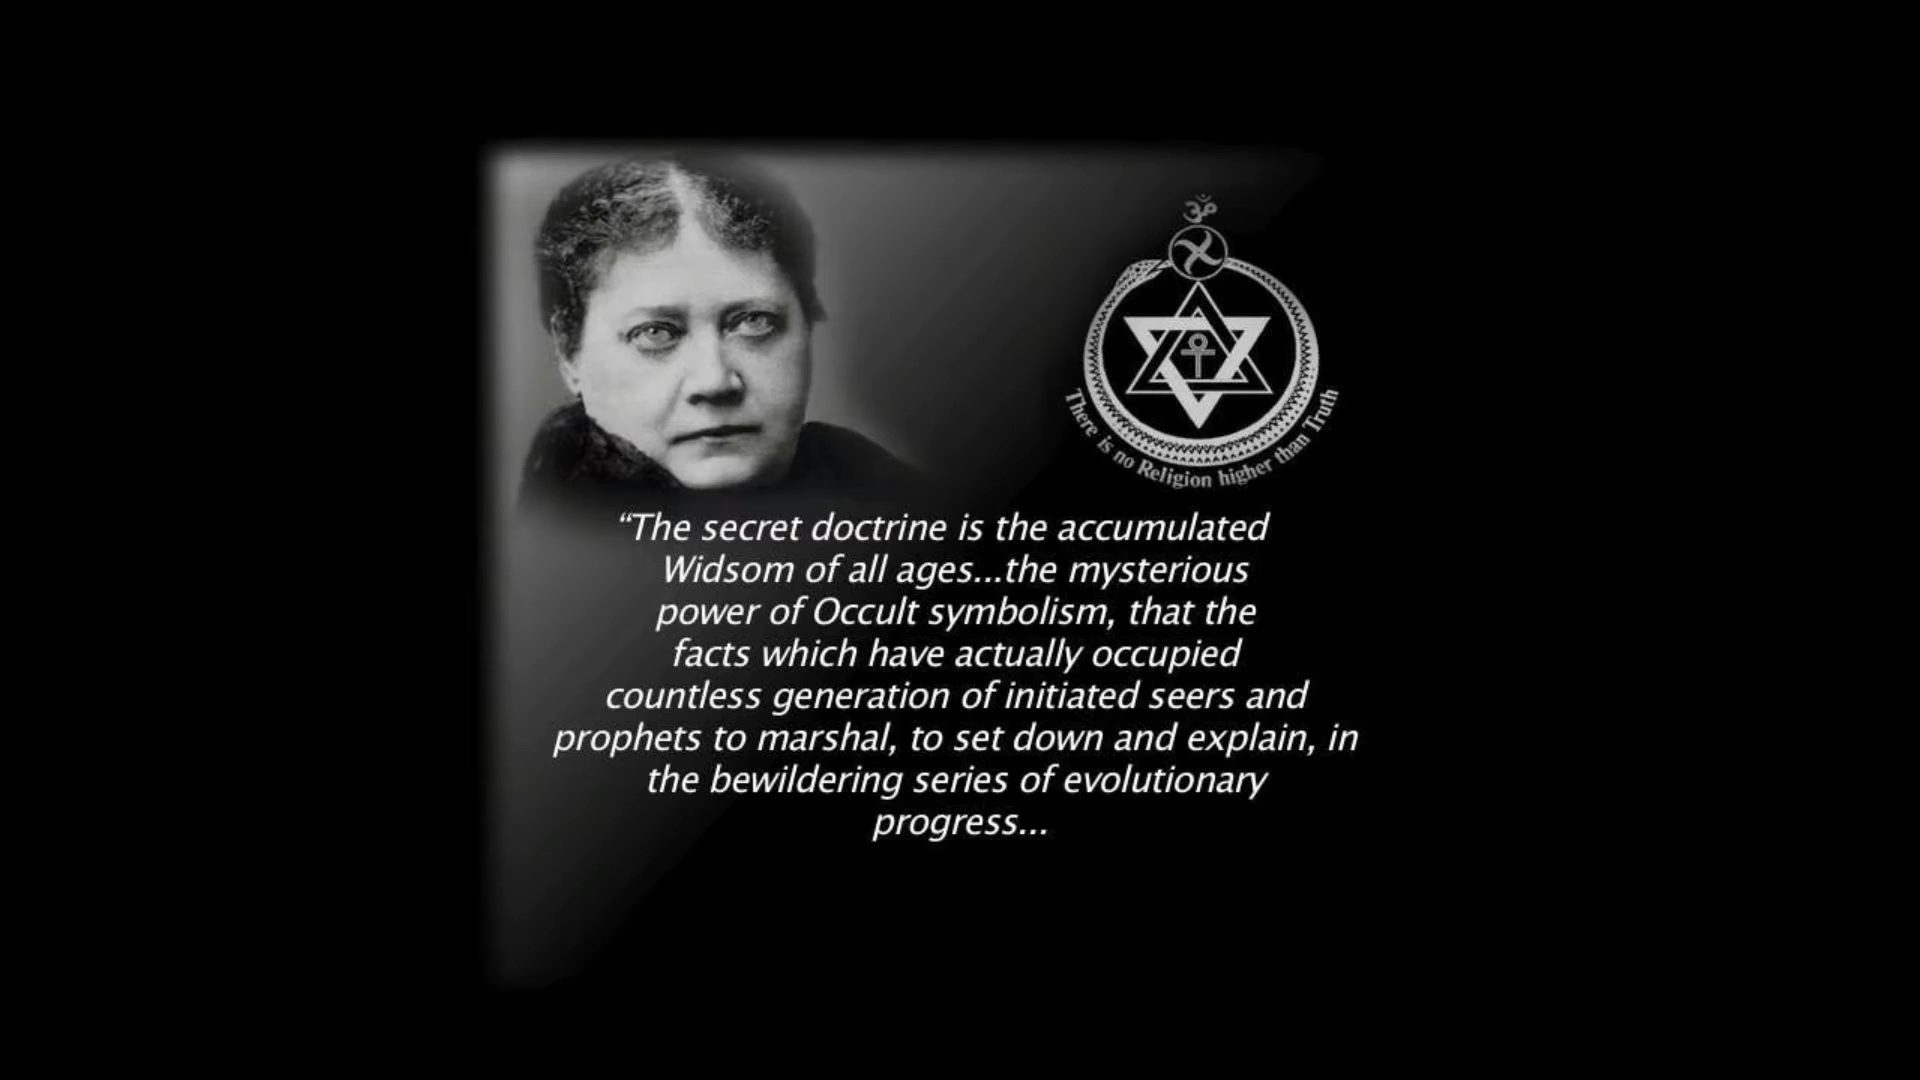 ॐ
There is no Religion higher than Truth
“The secret doctrine is the accumulated
Widsom of all ages...the mysterious
power of Occult symbolism, that the
facts which have actually occupied
countless generation of initiated seers and
prophets to marshal, to set down and explain, in
the bewildering series of evolutionary
progress...